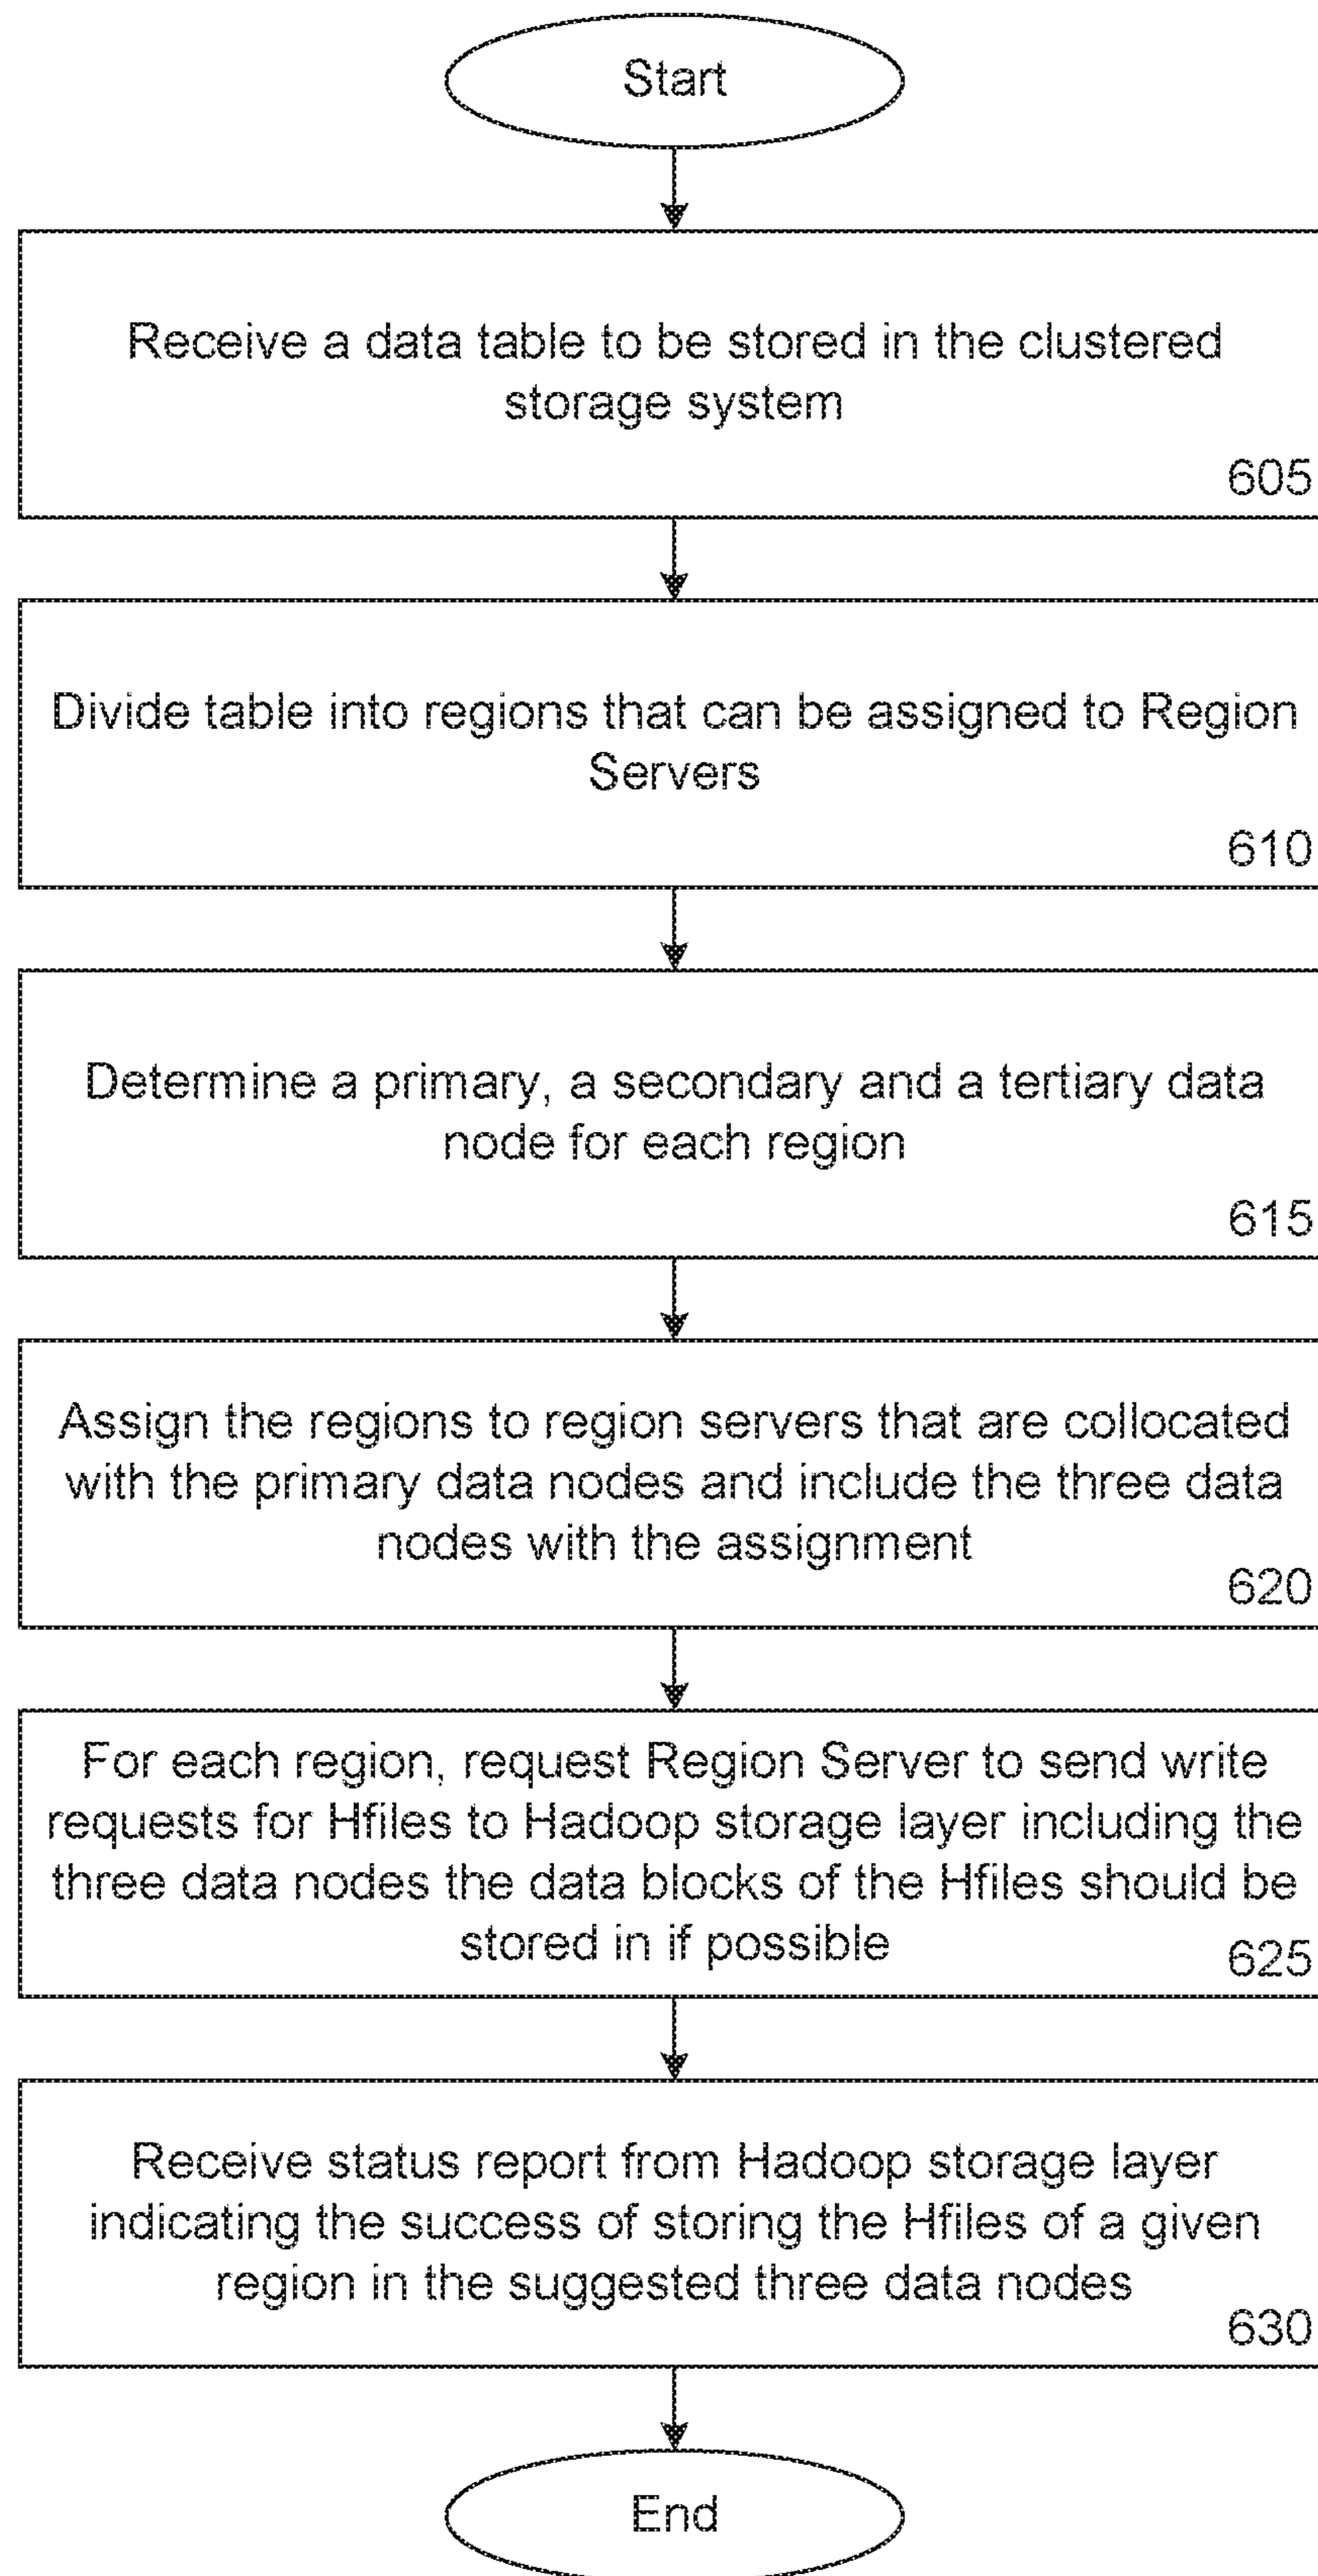 Start
Receive a data table to be stored in the clustered
storage system
605
Divide table into regions that can be assigned to Region
Servers
610
Determine a primary, a secondary and a tertiary data
node for each region
615
Assign the regions to region servers that are collocated
with the primary data nodes and include the three data
nodes with the assignment
620
For each region, request Region Server to send write
requests for Hfiles to Hadoop storage layer including the
three data nodes the data blocks of the Hfiles should be
stored in if possible
625
Receive status report from Hadoop storage layer
indicating the success of storing the Hfiles of a given
region in the suggested three data nodes
630
End